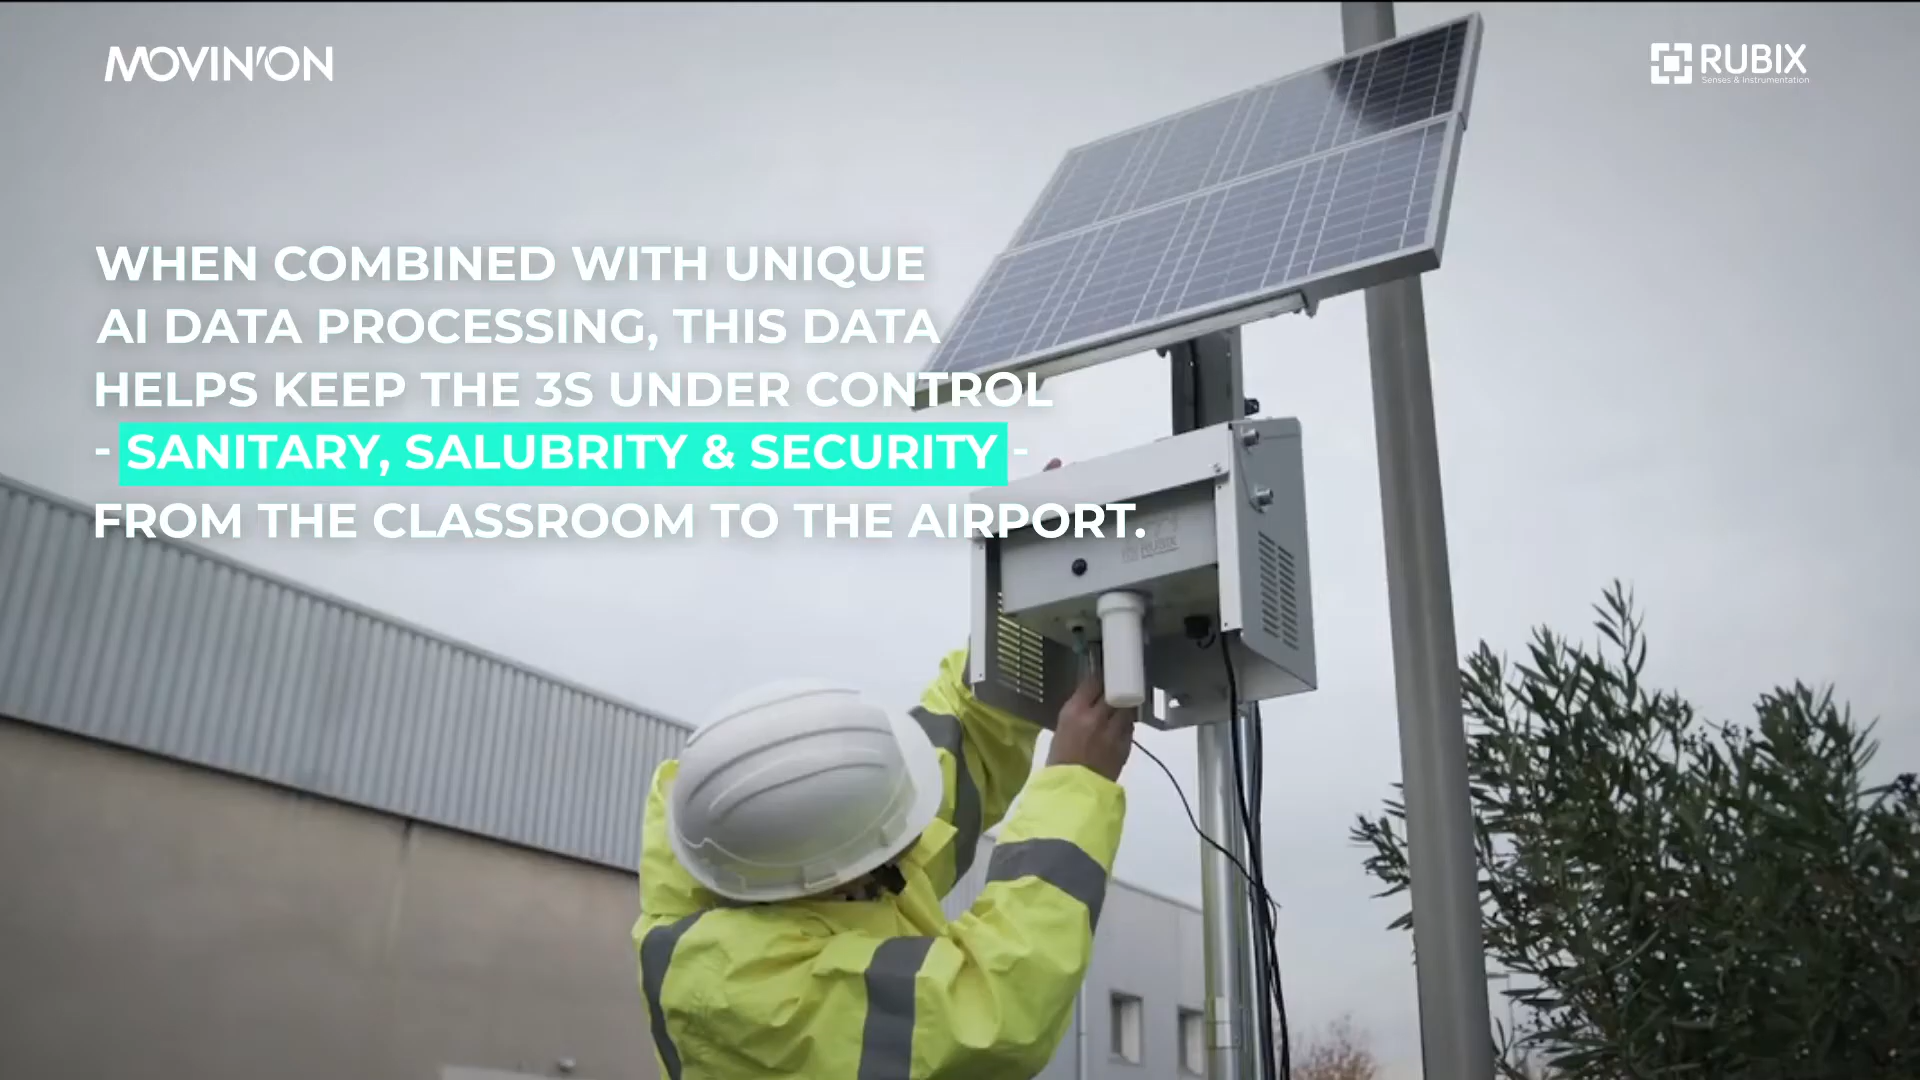 MOVIN'ON
RUBIX
Senses & Instrumentation
WHEN COMBINED WITH UNIQUE
AI DATA PROCESSING, THIS DATA
HELPS KEEP THE 3S UNDER CONTROL
- SANITARY, SALUBRITY & SECURITY -
FROM THE CLASSROOM TO THE AIRPORT.
RUBIX